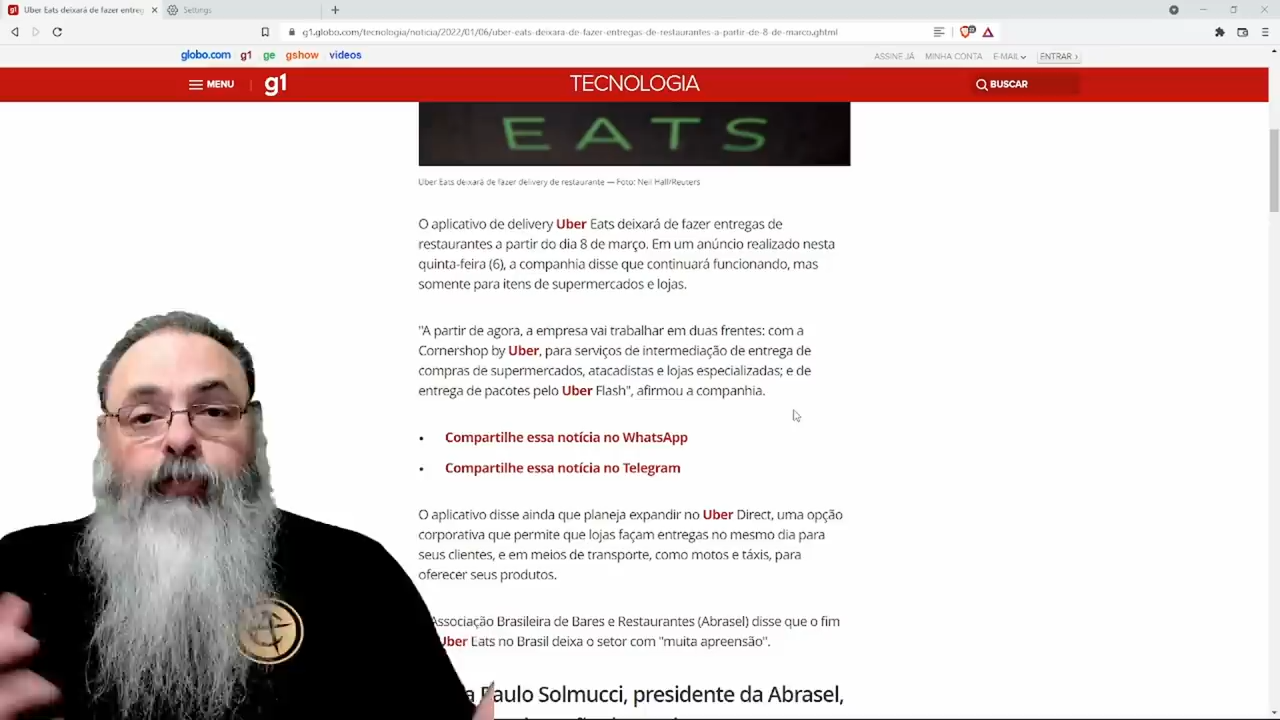 Uber Eats deixará de fazer entreg
Settings
g1.globo.com/tecnologia/noticia/2022/01/06/uber-eats-deixara-de-fazer-entregas-de-restaurantes-a-partir-de-8-de-marco.ghtml
globo.com g1 ge gshow videos
ASSINE JÁ MINHA CONTA E-MAIL ENTRAR ›
MENU g1 TECNOLOGIA BUSCAR
EATS
Uber Eats deixará de fazer delivery de restaurante — Foto: Neil Hall/Reuters
O aplicativo de delivery Uber Eats deixará de fazer entregas de
restaurantes a partir do dia 8 de março. Em um anúncio realizado nesta
quinta-feira (6), a companhia disse que continuará funcionando, mas
somente para itens de supermercados e lojas.
"A partir de agora, a empresa vai trabalhar em duas frentes: com a
Cornershop by Uber, para serviços de intermediação de entrega de
compras de supermercados, atacadistas e lojas especializadas; e de
entrega de pacotes pelo Uber Flash", afirmou a companhia.
• Compartilhe essa notícia no WhatsApp
• Compartilhe essa notícia no Telegram
O aplicativo disse ainda que planeja expandir no Uber Direct, uma opção
corporativa que permite que lojas façam entregas no mesmo dia para
seus clientes, e em meios de transporte, como motos e táxis, para
oferecer seus produtos.
Associação Brasileira de Bares e Restaurantes (Abrasel) disse que o fim
Uber Eats no Brasil deixa o setor com "muita apreensão".
Paulo Solmucci, presidente da Abrasel,